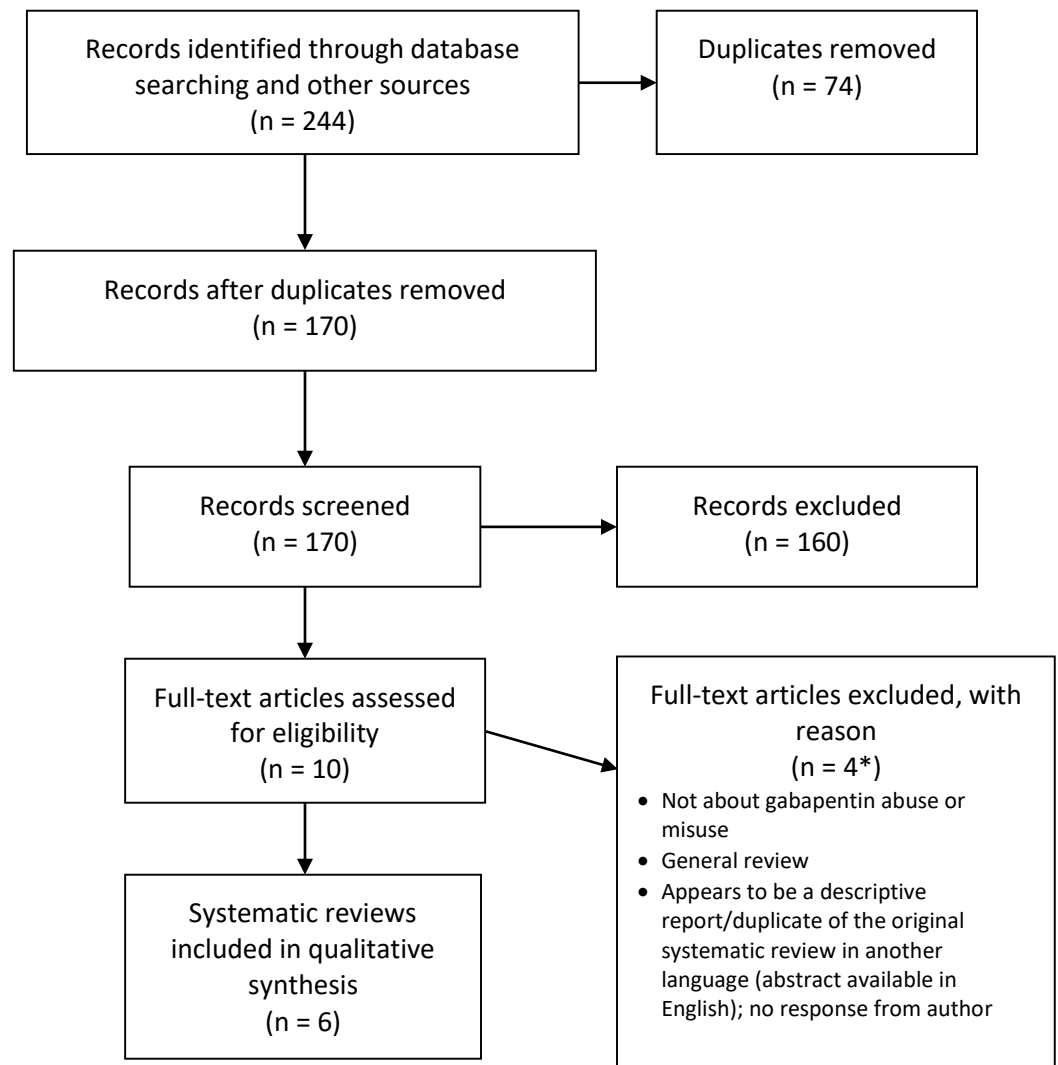 Records identified through database
searching and other sources
(n = 244)
Duplicates removed
(n = 74)
Records after duplicates removed
(n = 170)
Records screened
(n = 170)
Records excluded
(n = 160)
Full-text articles assessed
for eligibility
(n = 10)
Full-text articles excluded, with
reason
(n = 4*)
• Not about gabapentin abuse or
misuse
• General review
• Appears to be a descriptive
report/duplicate of the original
systematic review in another
language (abstract available in
English); no response from author
Systematic reviews
included in qualitative
synthesis
(n = 6)